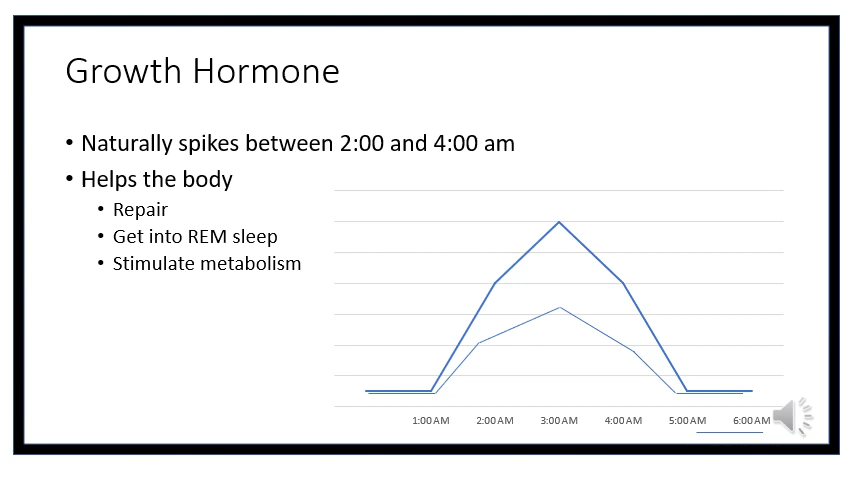 Growth Hormone
• Naturally spikes between 2:00 and 4:00 am
• Helps the body
• Repair
• Get into REM sleep
• Stimulate metabolism
1:00 AM 2:00 AM 3:00 AM 4:00 AM 5:00 AM 6:00 AM